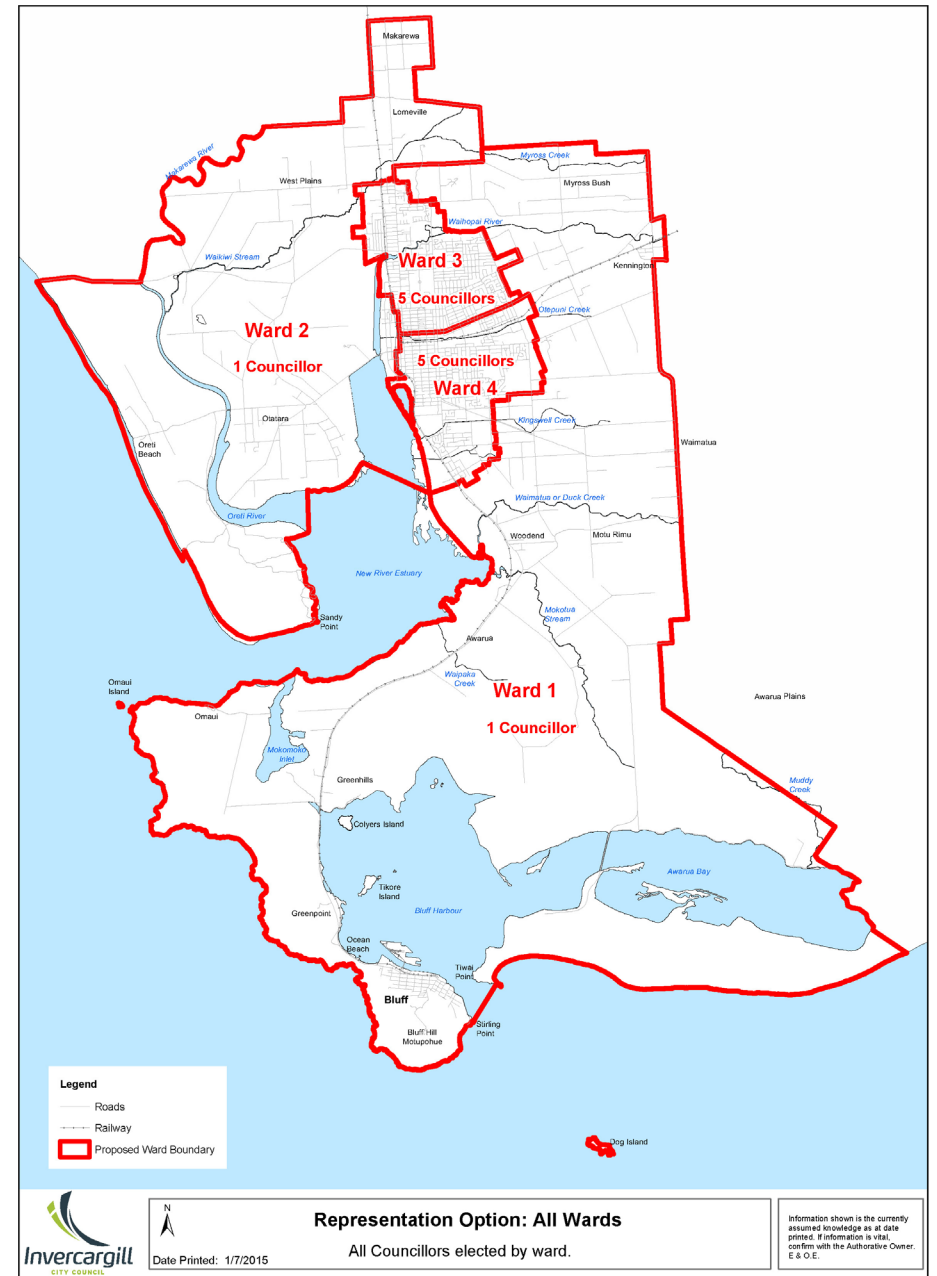 Makarewa
Lorneville
Makarewa River
Myross Creek
West Plains
Myross Bush
Waihopai River
Waikiwi Stream
Ward 3
Kennington
5 Councillors
Otepuni Creek
Ward 2
1 Councillor
5 Councillors
Ward 4
Otatara
Kingswell Creek
Oreti
Beach
Waimatua
Waimatua or Duck Creek
Oreti River
Woodend
Motu Rimu
New River Estuary
Sandy
Point
Mokotua
Stream
Awarua
Waipaka
Creek
Omaui
Island
Ward 1
Awarua Plains
Omaui
1 Councillor
Mokomoko
Inlet
Greenhills
Muddy
Creek
Colyers Island
Awarua Bay
Tikore
Island
Greenpoint
Bluff Harbour
Ocean
Beach
Tiwai
Point
Bluff
Stirling
Point
Bluff Hill
Motupohue
Legend
Roads
Railway
Proposed Ward Boundary
Dog Island
Invercargill
CITY COUNCIL
N
Date Printed: 1/7/2015
Representation Option: All Wards
All Councillors elected by ward.
Information shown is the currently
assumed knowledge as at date
printed. If information is vital,
confirm with the Authorative Owner.
E & O.E.